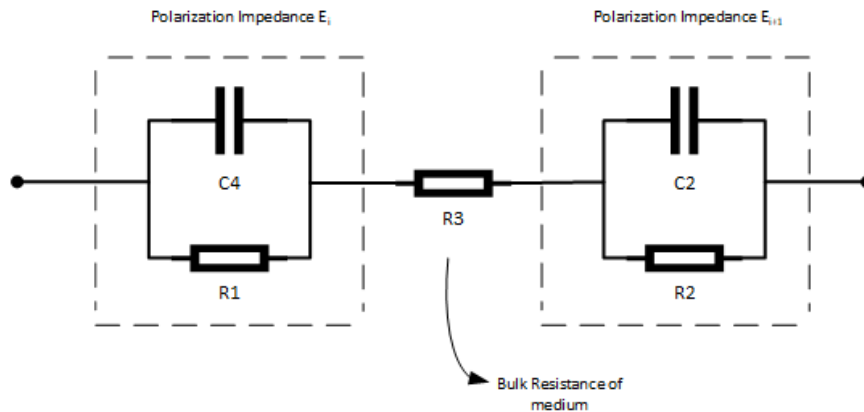 Polarization Impedance Ei
Polarization Impedance Ei+1
C4
C2
R3
R1
R2
Bulk Resistance of
medium